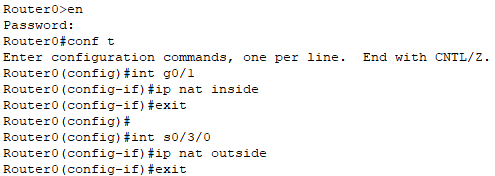 Router0>en
Password:
Router0#conf t
Enter configuration commands, one per line.  End with CNTL/Z.
Router0(config)#int g0/1
Router0(config-if)#ip nat inside
Router0(config-if)#exit
Router0(config)#
Router0(config)#int s0/3/0
Router0(config-if)#ip nat outside
Router0(config-if)#exit